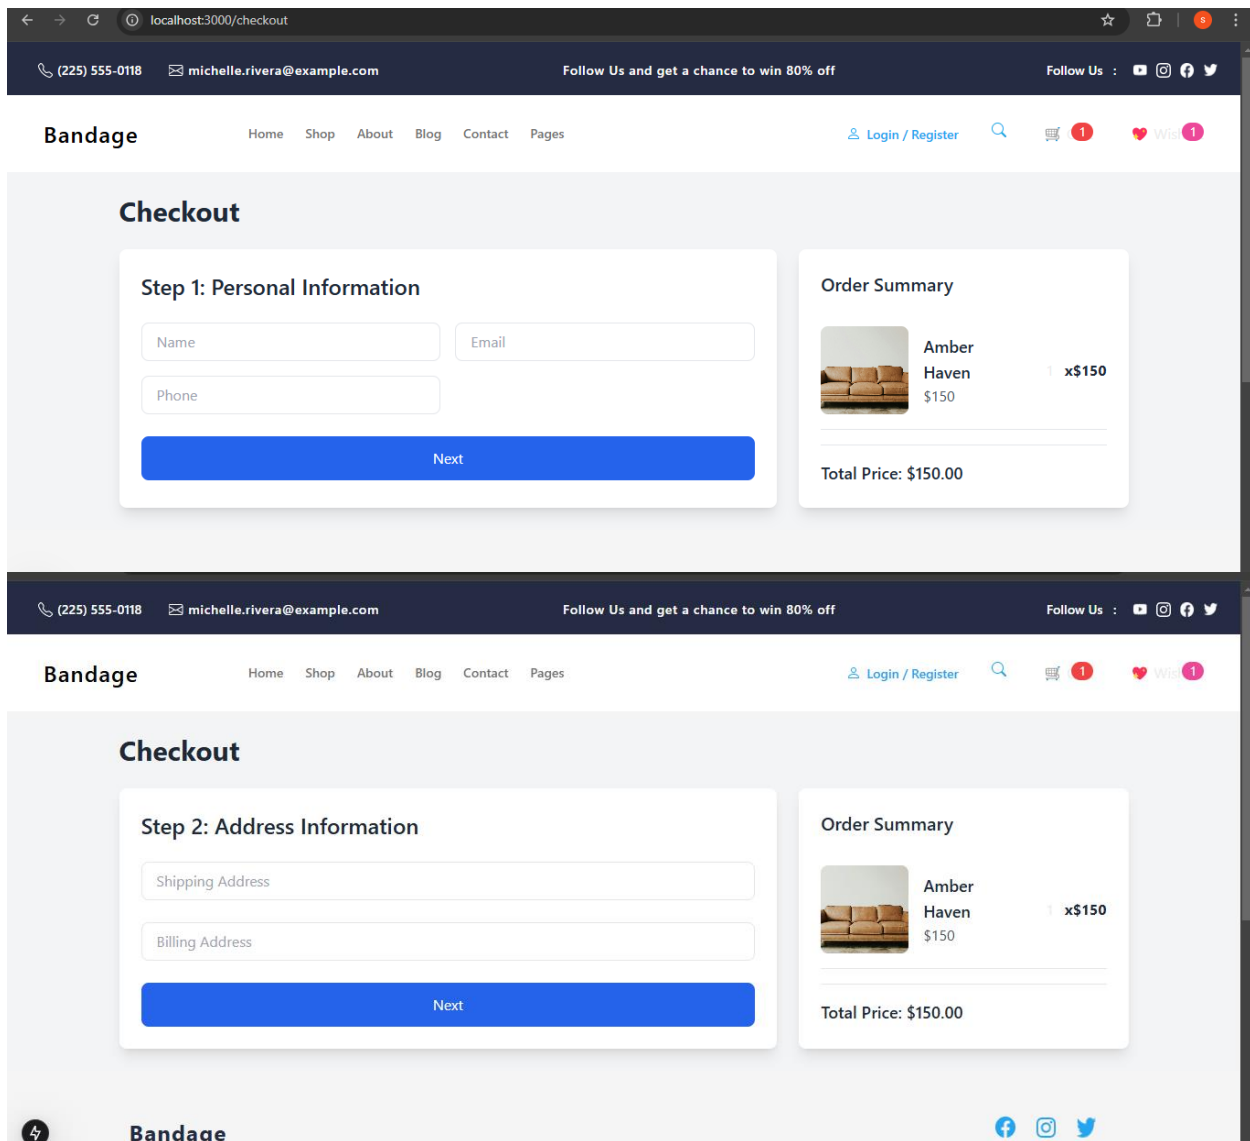 localhost:3000/checkout
S
(225) 555-0118 michelle.rivera@example.com Follow Us and get a chance to win 80% off Follow Us :
Bandage Home Shop About Blog Contact Pages Login / Register 1 Wis 1
Checkout
Step 1: Personal Information
Name Email
Phone
Next
Order Summary
Amber
Haven
$150
1 x$150
Total Price: $150.00
(225) 555-0118 michelle.rivera@example.com Follow Us and get a chance to win 80% off Follow Us :
Bandage Home Shop About Blog Contact Pages Login / Register 1 Wis 1
Checkout
Step 2: Address Information
Shipping Address
Billing Address
Next
Order Summary
Amber
Haven
$150
1 x$150
Total Price: $150.00
Bandage